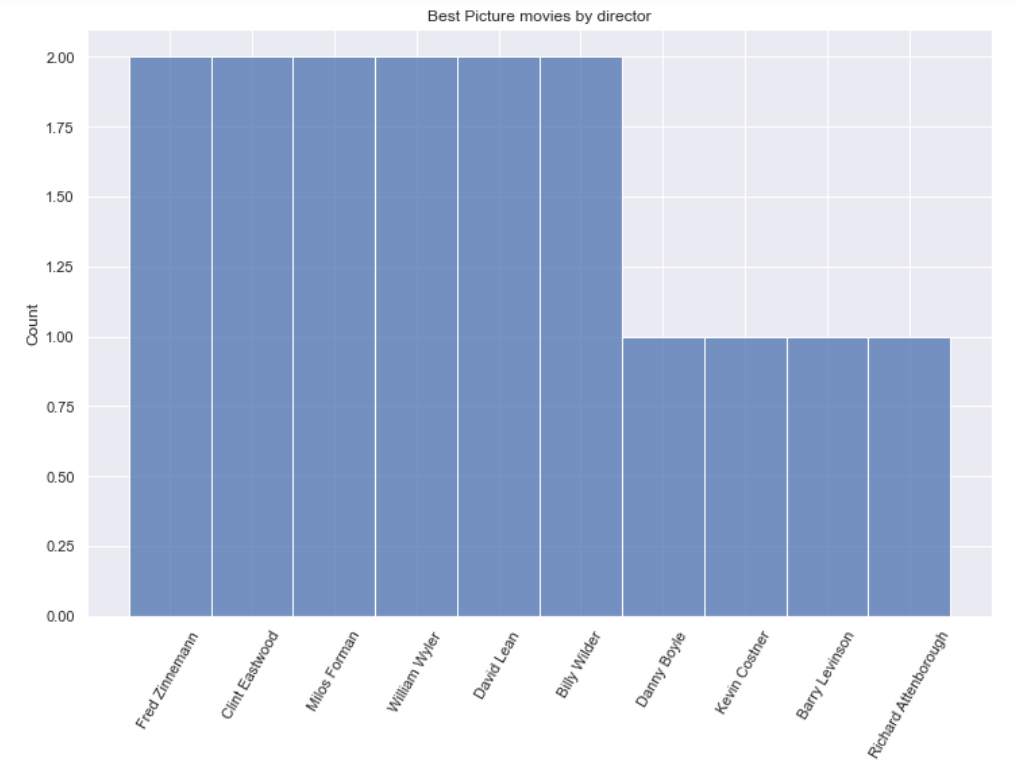 Best Picture movies by director
2.00
1.75
1.50
1.25
1.00
0.75
0.50
0.25
0.00
Count
Fred Zinnemann
Clint Eastwood
Milos Forman
William Wyler
David Lean
Billy Wilder
Danny Boyle
Kevin Costner
Barry Levinson
Richard Attenborough